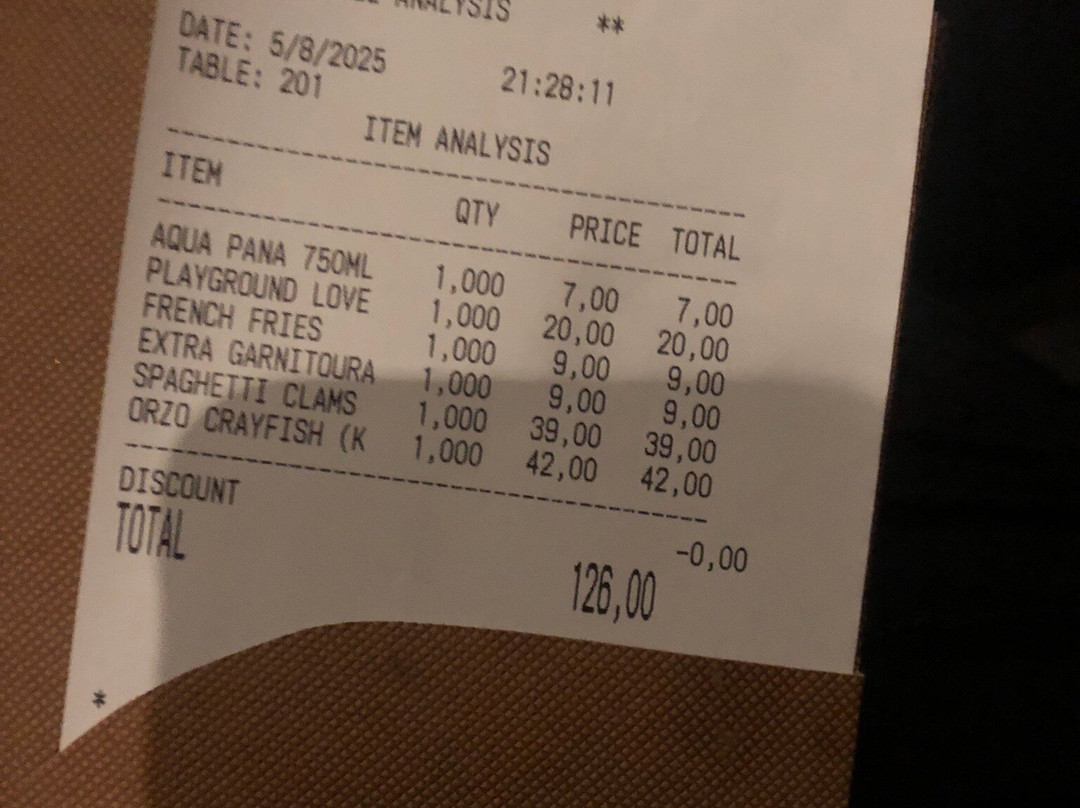 ANALYSIS **
DATE: 5/8/2025 21:28:11
TABLE: 201
ITEM ANALYSIS
ITEM QTY PRICE TOTAL
AQUA PANA 750ML 1,000 7,00 7,00
PLAYGROUND LOVE 1,000 20,00 20,00
FRENCH FRIES 1,000 9,00 9,00
EXTRA GARNITOURA 1,000 9,00 9,00
SPAGHETTI CLAMS 1,000 39,00 39,00
ORZO CRAYFISH (K 1,000 42,00 42,00
DISCOUNT -0,00
TOTAL 126,00
*